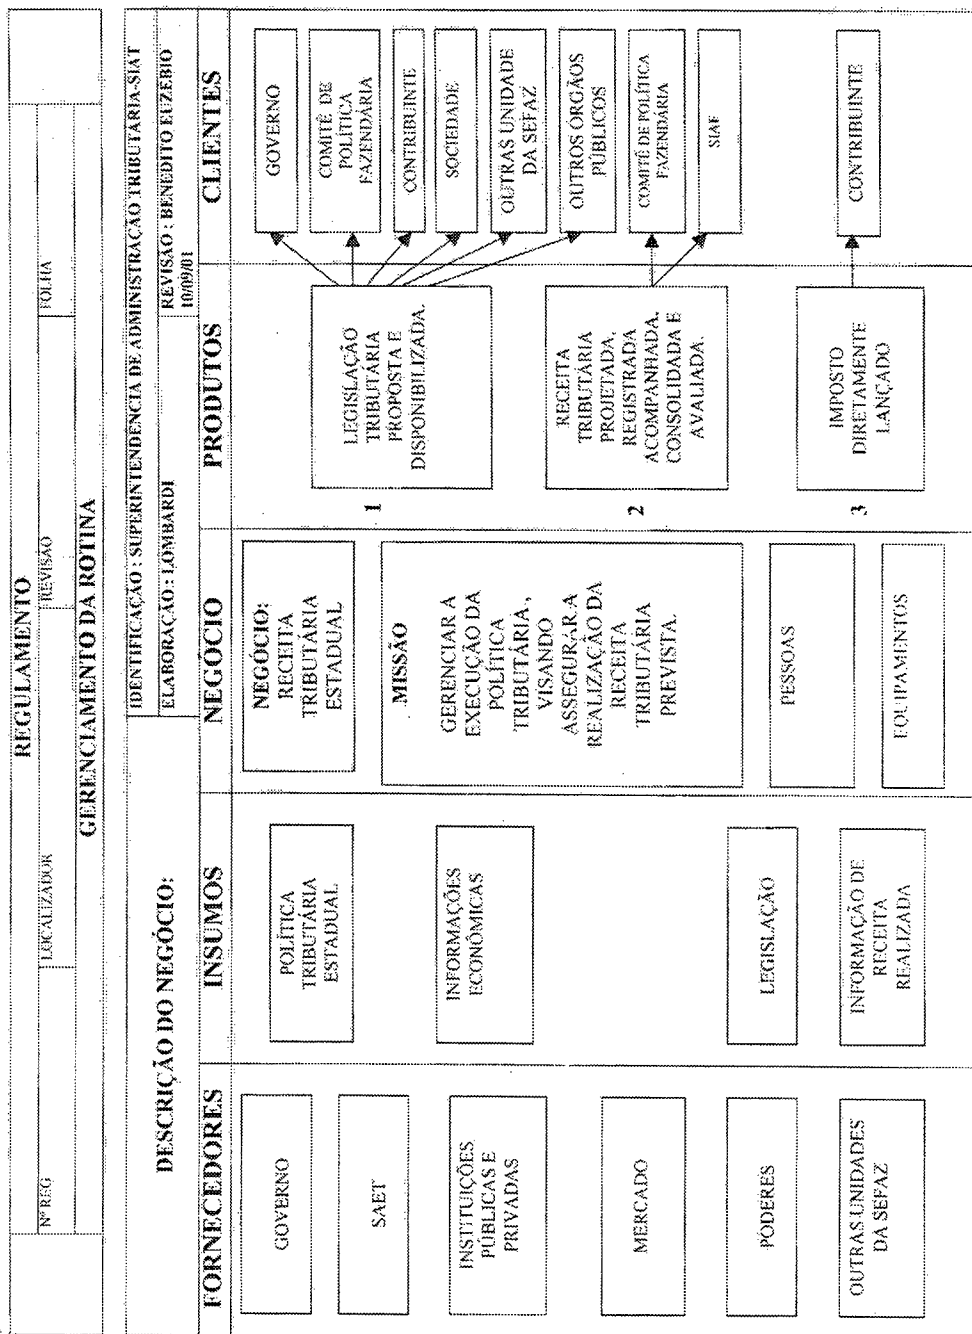 REGULAMENTO
Nº REG
LOCALIZADOR
REVISÃO
FOLHA
GERENCIAMENTO DA ROTINA
DESCRIÇÃO DO NEGÓCIO:
IDENTIFICAÇÃO : SUPERINTENDENCIA DE ADMINISTRAÇÃO TRIBUTÁRIA-SIAT
ELABORAÇÃO : LOMBARDI
REVISÃO : BENEDITO EUZEBIO
10/09/01
FORNECEDORES
INSUMOS
NEGÓCIO
PRODUTOS
CLIENTES
GOVERNO
SAET
INSTITUIÇÕES
PÚBLICAS E
PRIVADAS
MERCADO
PODERES
OUTRAS UNIDADES
DA SEFAZ
POLÍTICA
TRIBUTÁRIA
ESTADUAL
INFORMAÇÕES
ECONÔMICAS
LEGISLAÇÃO
INFORMAÇÃO DE
RECEITA
REALIZADA
NEGÓCIO:
RECEITA
TRIBUTÁRIA
ESTADUAL
MISSÃO
GERENCIAR A
EXECUÇÃO DA
POLÍTICA
TRIBUTÁRIA ,
VISANDO
ASSEGURAR A
REALIZAÇÃO DA
RECEITA
TRIBUTÁRIA
PREVISTA.
PESSOAS
EQUIPAMENTOS
1
LEGISLAÇÃO
TRIBUTÁRIA
PROPOSTA E
DISPONIBILIZADA.
2
RECEITA
TRIBUTÁRIA
PROJETADA,
REGISTRADA
ACOMPANHADA,
CONSOLIDADA E
AVALIADA.
3
IMPOSTO
DIRETAMENTE
LANÇADO
GOVERNO
COMITÊ DE
POLÍTICA
FAZENDÁRIA
CONTRIBUINTE
SOCIEDADE
OUTRAS UNIDADE
DA SEFAZ
OUTROS ORGÃOS
PÚBLICOS
COMITÊ DE POLÍTICA
FAZENDÁRIA
SIAF
CONTRIBUINTE